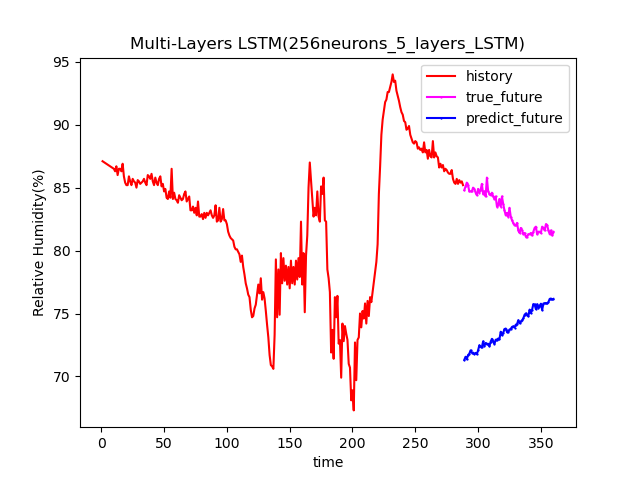 Multi-Layers LSTM(256neurons_5_layers_LSTM)
history
true_future
predict_future
95
90
85
80
75
70
Relative Humidity(%)
0 50 100 150 200 250 300 350
time